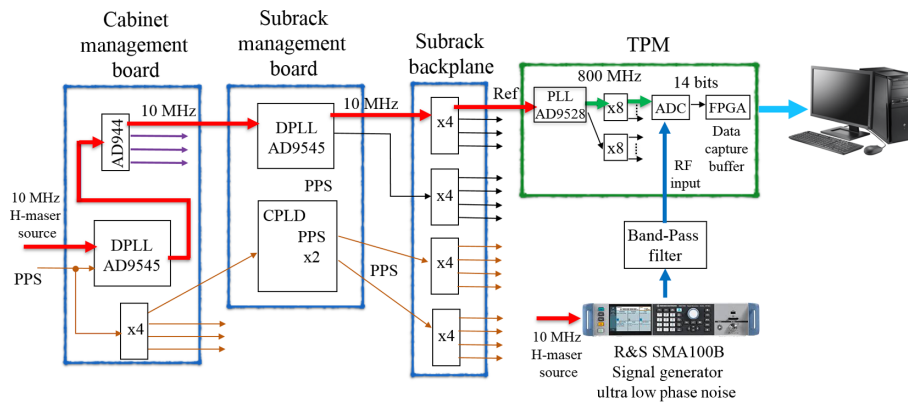 Cabinet
management
board
Subrack
management
board
Subrack
backplane
TPM
10 MHz
AD944
10 MHz
H-maser
source
DPLL
AD9545
PPS
x4
DPLL
AD9545
10 MHz
PPS
CPLD
PPS
x2
PPS
x4
x4
x4
x4
Ref
PLL
AD9528
800 MHz
x8
x8
14 bits
ADC
FPGA
Data
capture
buffer
RF
input
Band-Pass
filter
10 MHz
H-maser
source
R&S SMA100B
Signal generator
ultra low phase noise